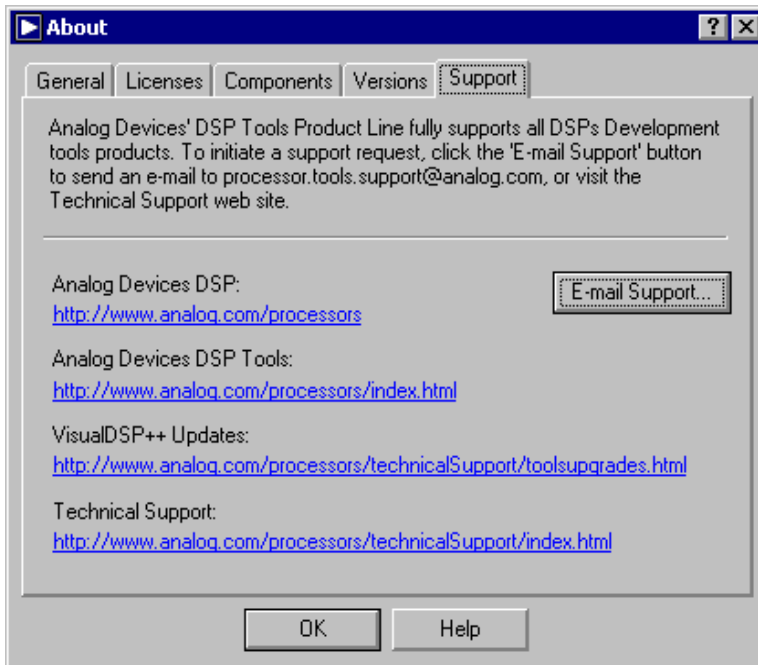 About
General Licenses Components Versions Support
Analog Devices' DSP Tools Product Line fully supports all DSPs Development
tools products. To initiate a support request, click the 'E-mail Support' button
to send an e-mail to processor.tools.support@analog.com, or visit the
Technical Support web site.
Analog Devices DSP:
E-mail Support...
http://www.analog.com/processors
Analog Devices DSP Tools:
http://www.analog.com/processors/index.html
VisualDSP++ Updates:
http://www.analog.com/processors/technicalSupport/toolsupgrades.html
Technical Support:
http://www.analog.com/processors/technicalSupport/index.html
OK Help